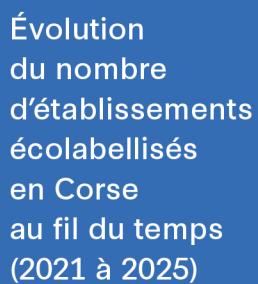 Évolution
du nombre
d'établissements
écolabellisés
en Corse
au fil du temps
(2021 à 2025)